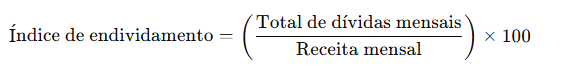 Índice de endividamento = (Total de dívidas mensais / Receita mensal) × 100